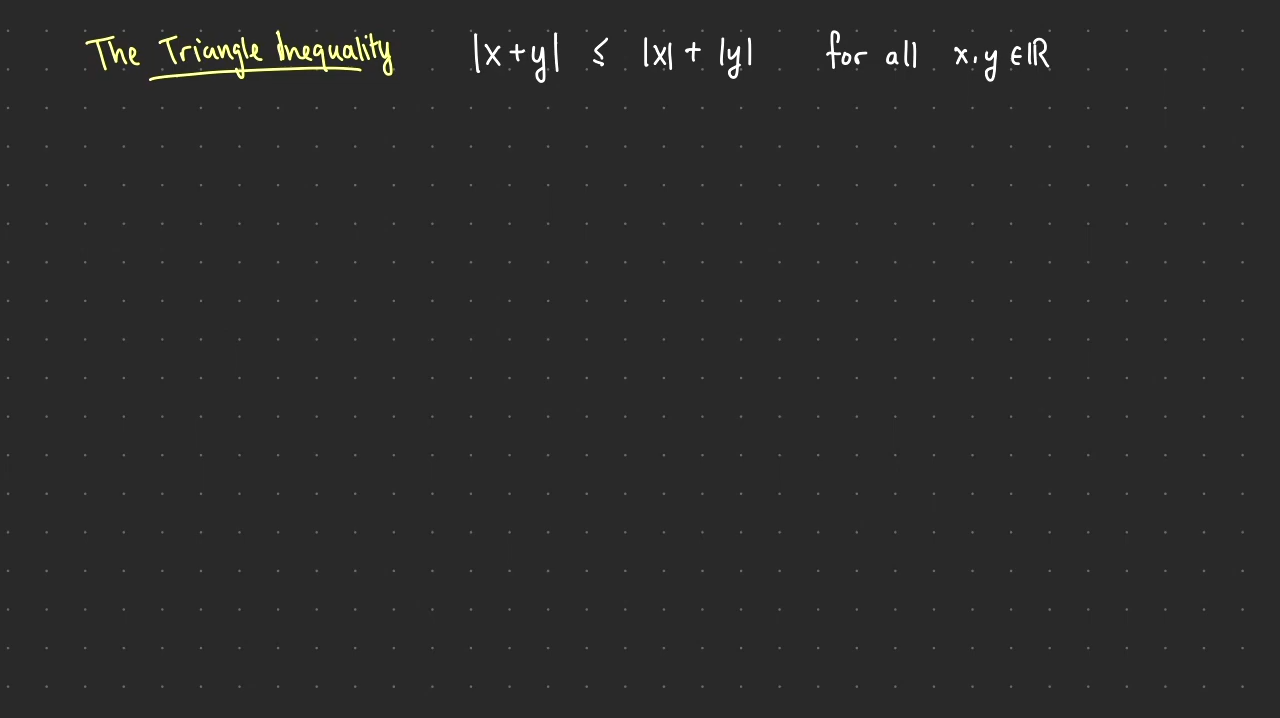 The Triangle Inequality |x+y| ≤ |x| + |y| for all x,y ∈ ℝ